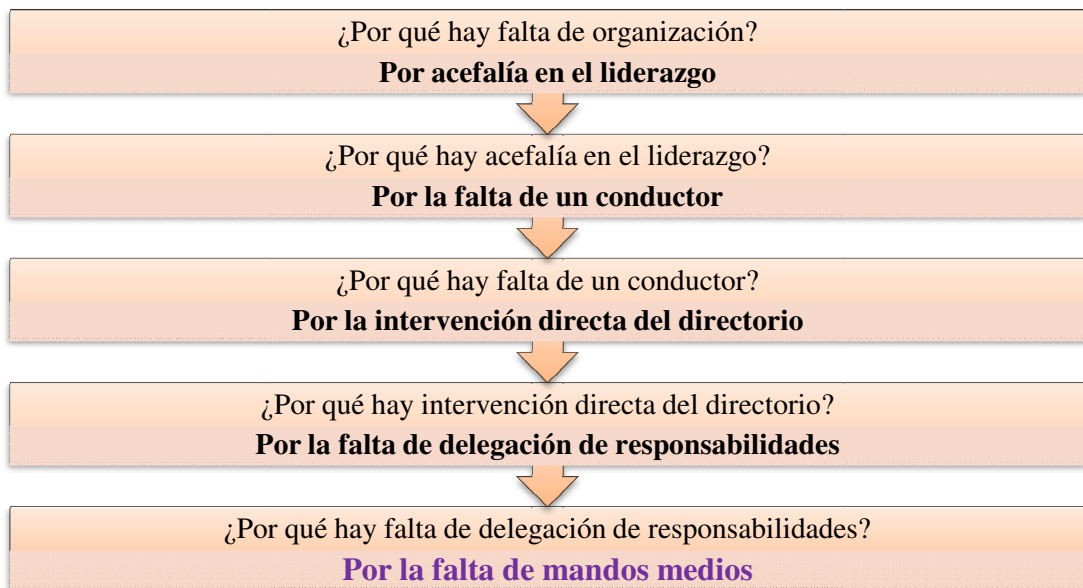 ¿Por qué hay falta de organización?
Por acefalía en el liderazgo
¿Por qué hay acefalía en el liderazgo?
Por la falta de un conductor
¿Por qué hay falta de un conductor?
Por la intervención directa del directorio
¿Por qué hay intervención directa del directorio?
Por la falta de delegación de responsabilidades
¿Por qué hay falta de delegación de responsabilidades?
Por la falta de mandos medios